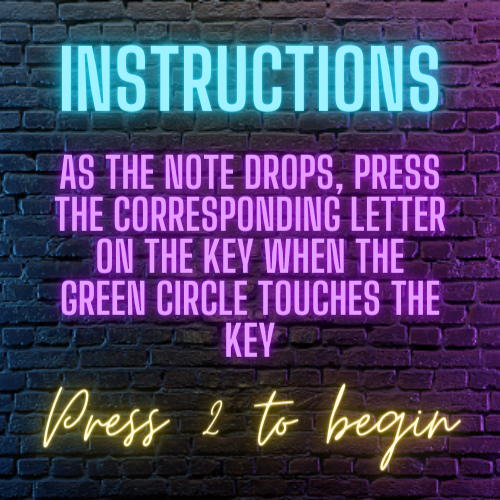 INSTRUCTIONS
AS THE NOTE DROPS, PRESS
THE CORRESPONDING LETTER
ON THE KEY WHEN THE
GREEN CIRCLE TOUCHES THE
KEY
Press 2 to begin